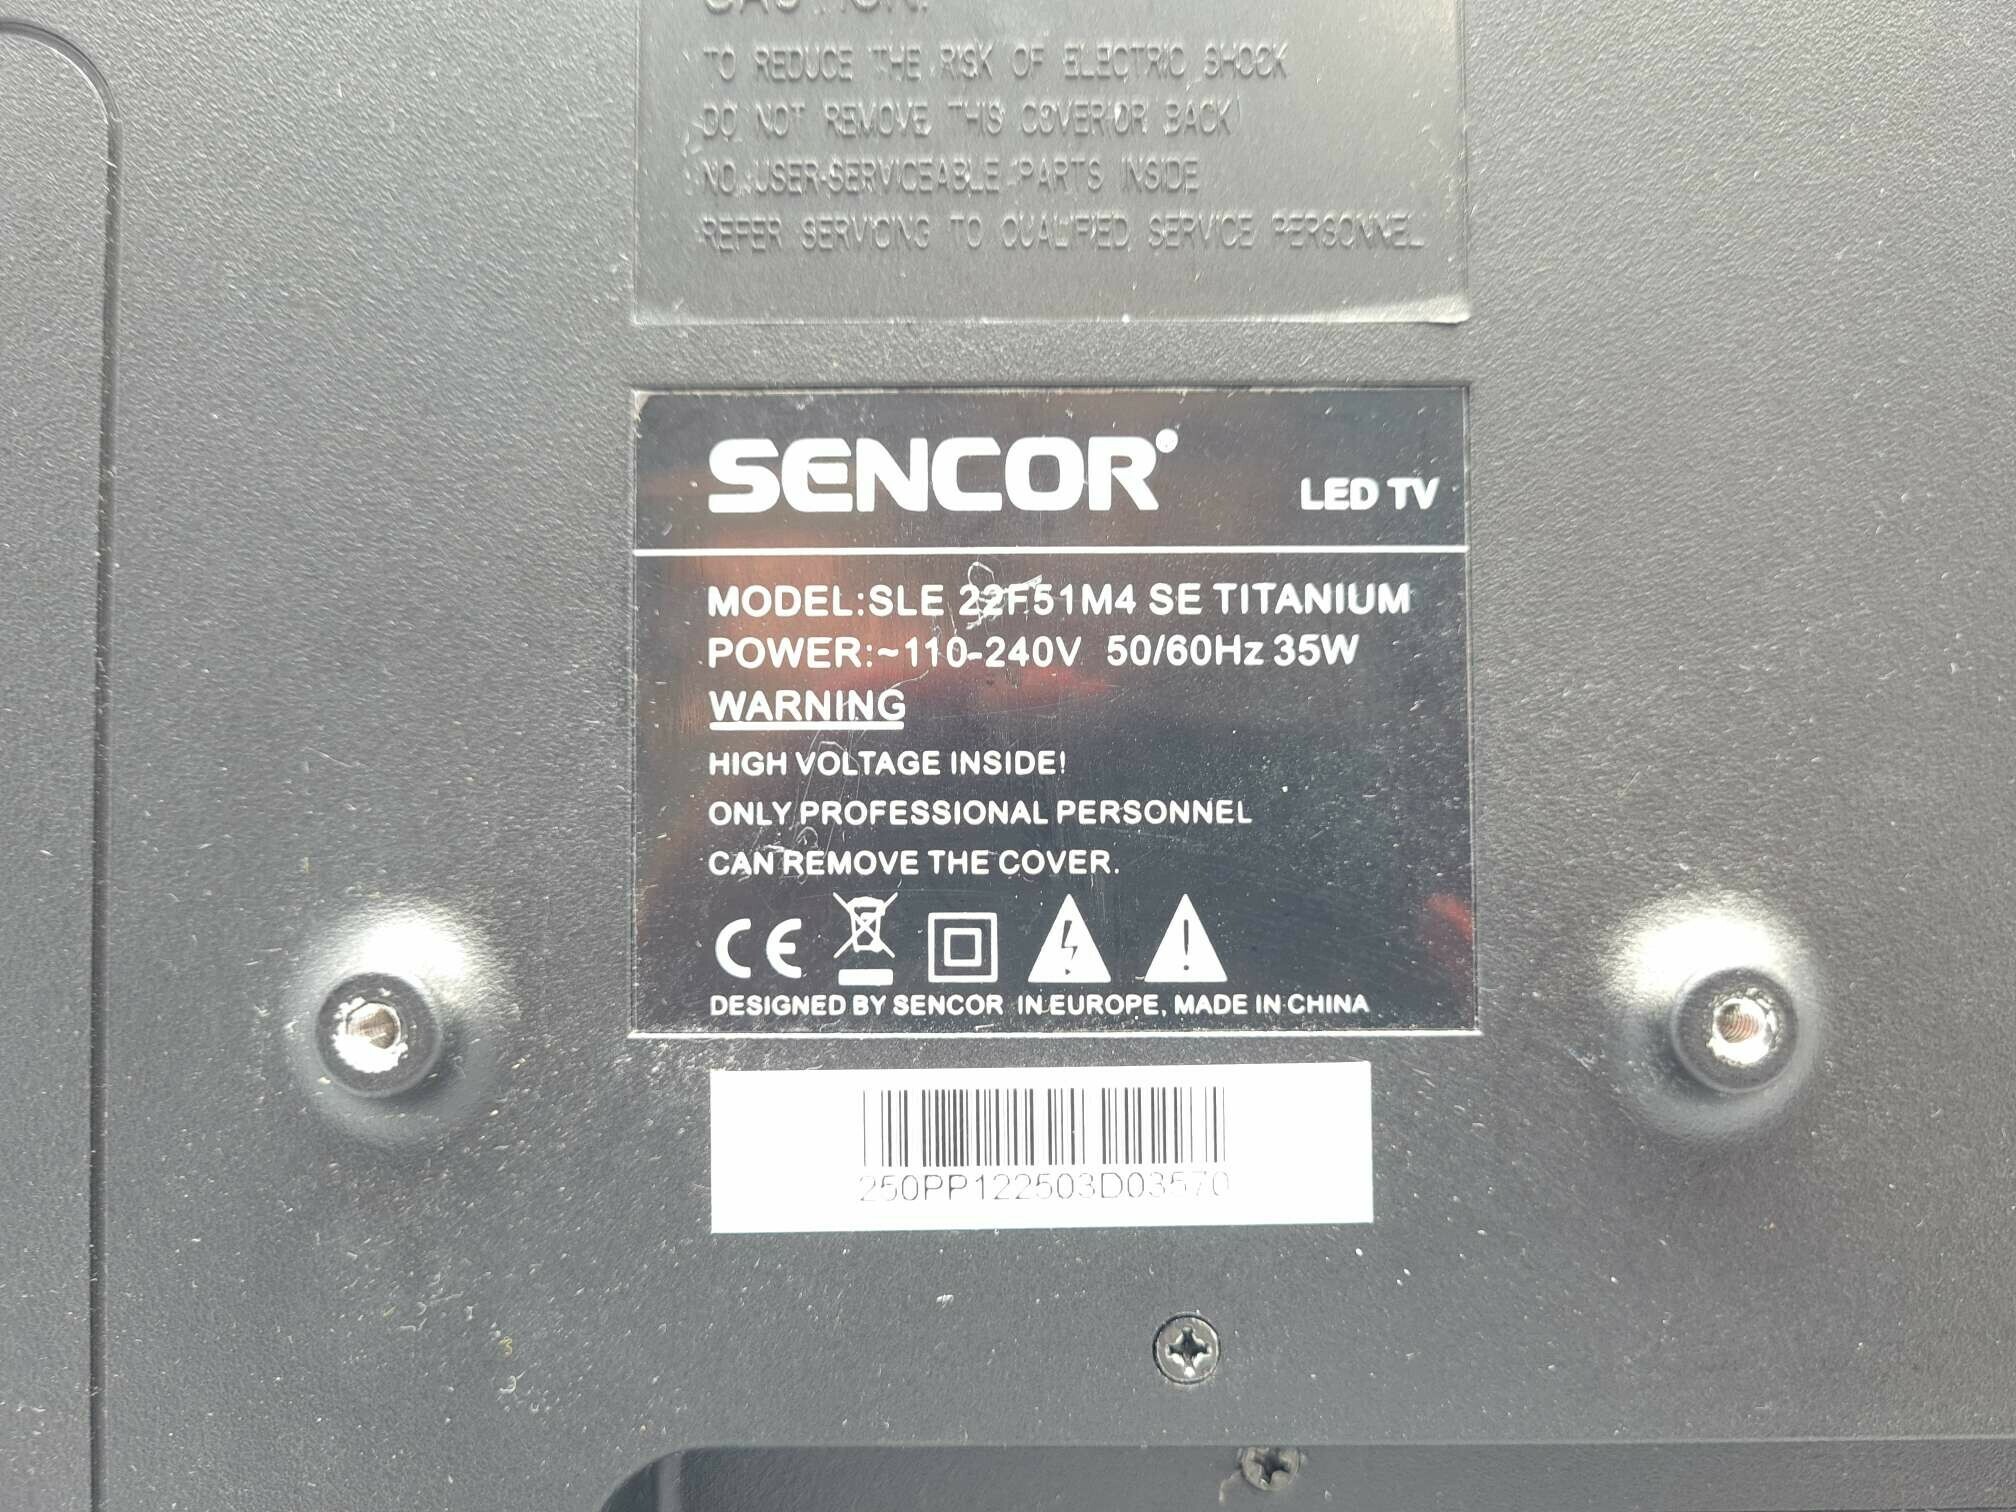 CAUTION:
TO REDUCE THE RISK OF ELECTRIC SHOCK
DO NOT REMOVE THIS COVER(OR BACK)
NO USER-SERVICEABLE PARTS INSIDE
REFER SERVICING TO QUALIFIED SERVICE PERSONNEL
SENCOR®
LED TV
MODEL:SLE 22F51M4 SE TITANIUM
POWER:~110-240V 50/60Hz 35W
WARNING
HIGH VOLTAGE INSIDE!
ONLY PROFESSIONAL PERSONNEL
CAN REMOVE THE COVER.
CE
DESIGNED BY SENCOR IN EUROPE, MADE IN CHINA
250PP122503D03570